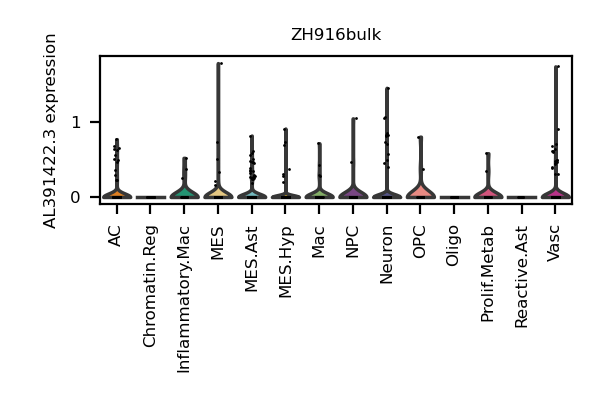 ZH916bulk
AL391422.3 expression
1
0
AC
Chromatin.Reg
Inflammatory.Mac
MES
MES.Ast
MES.Hyp
Mac
NPC
Neuron
OPC
Oligo
Prolif.Metab
Reactive.Ast
Vasc